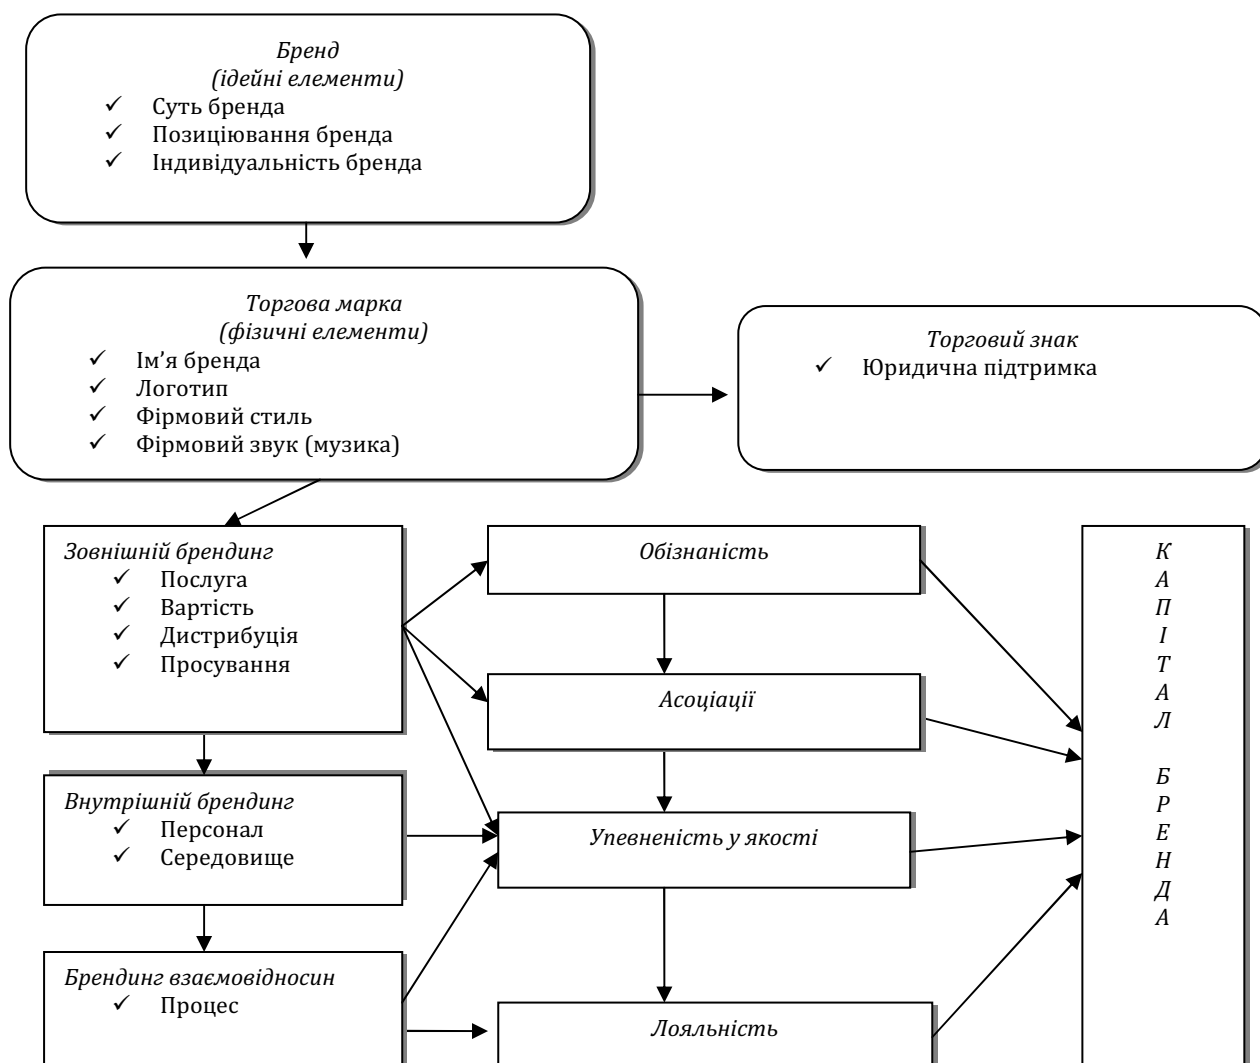 Бренд
(ідейні елементи)
✓ Суть бренда
✓ Позиціювання бренда
✓ Індивідуальність бренда
Торгова марка
(фізичні елементи)
✓ Ім’я бренда
✓ Логотип
✓ Фірмовий стиль
✓ Фірмовий звук (музика)
Торговий знак
✓ Юридична підтримка
Зовнішній брендинг
✓ Послуга
✓ Вартість
✓ Дистрибуція
✓ Просування
Внутрішній брендинг
✓ Персонал
✓ Середовище
Брендинг взаємовідносин
✓ Процес
Обізнаність
Асоціації
Упевненість у якості
Лояльність
К
А
П
І
Т
А
Л
Б
Р
Е
Н
Д
А